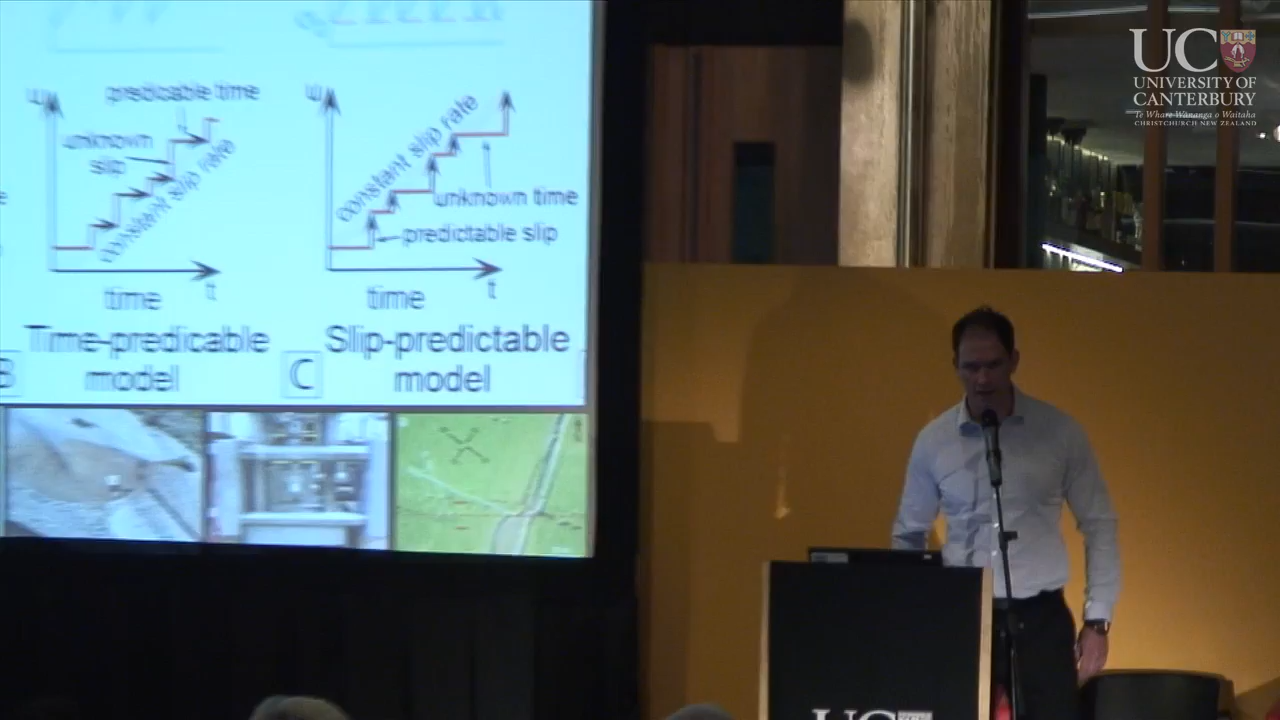 u
predicable time
unknown
slip
constant slip rate
time
t
Time-predicable
model
B
u
constant slip rate
unknown time
predictable slip
time
t
Slip-predictable
model
C
UC
UNIVERSITY OF
CANTERBURY
Te Whare Wānanga o Waitaha
CHRISTCHURCH NEW ZEALAND
UC